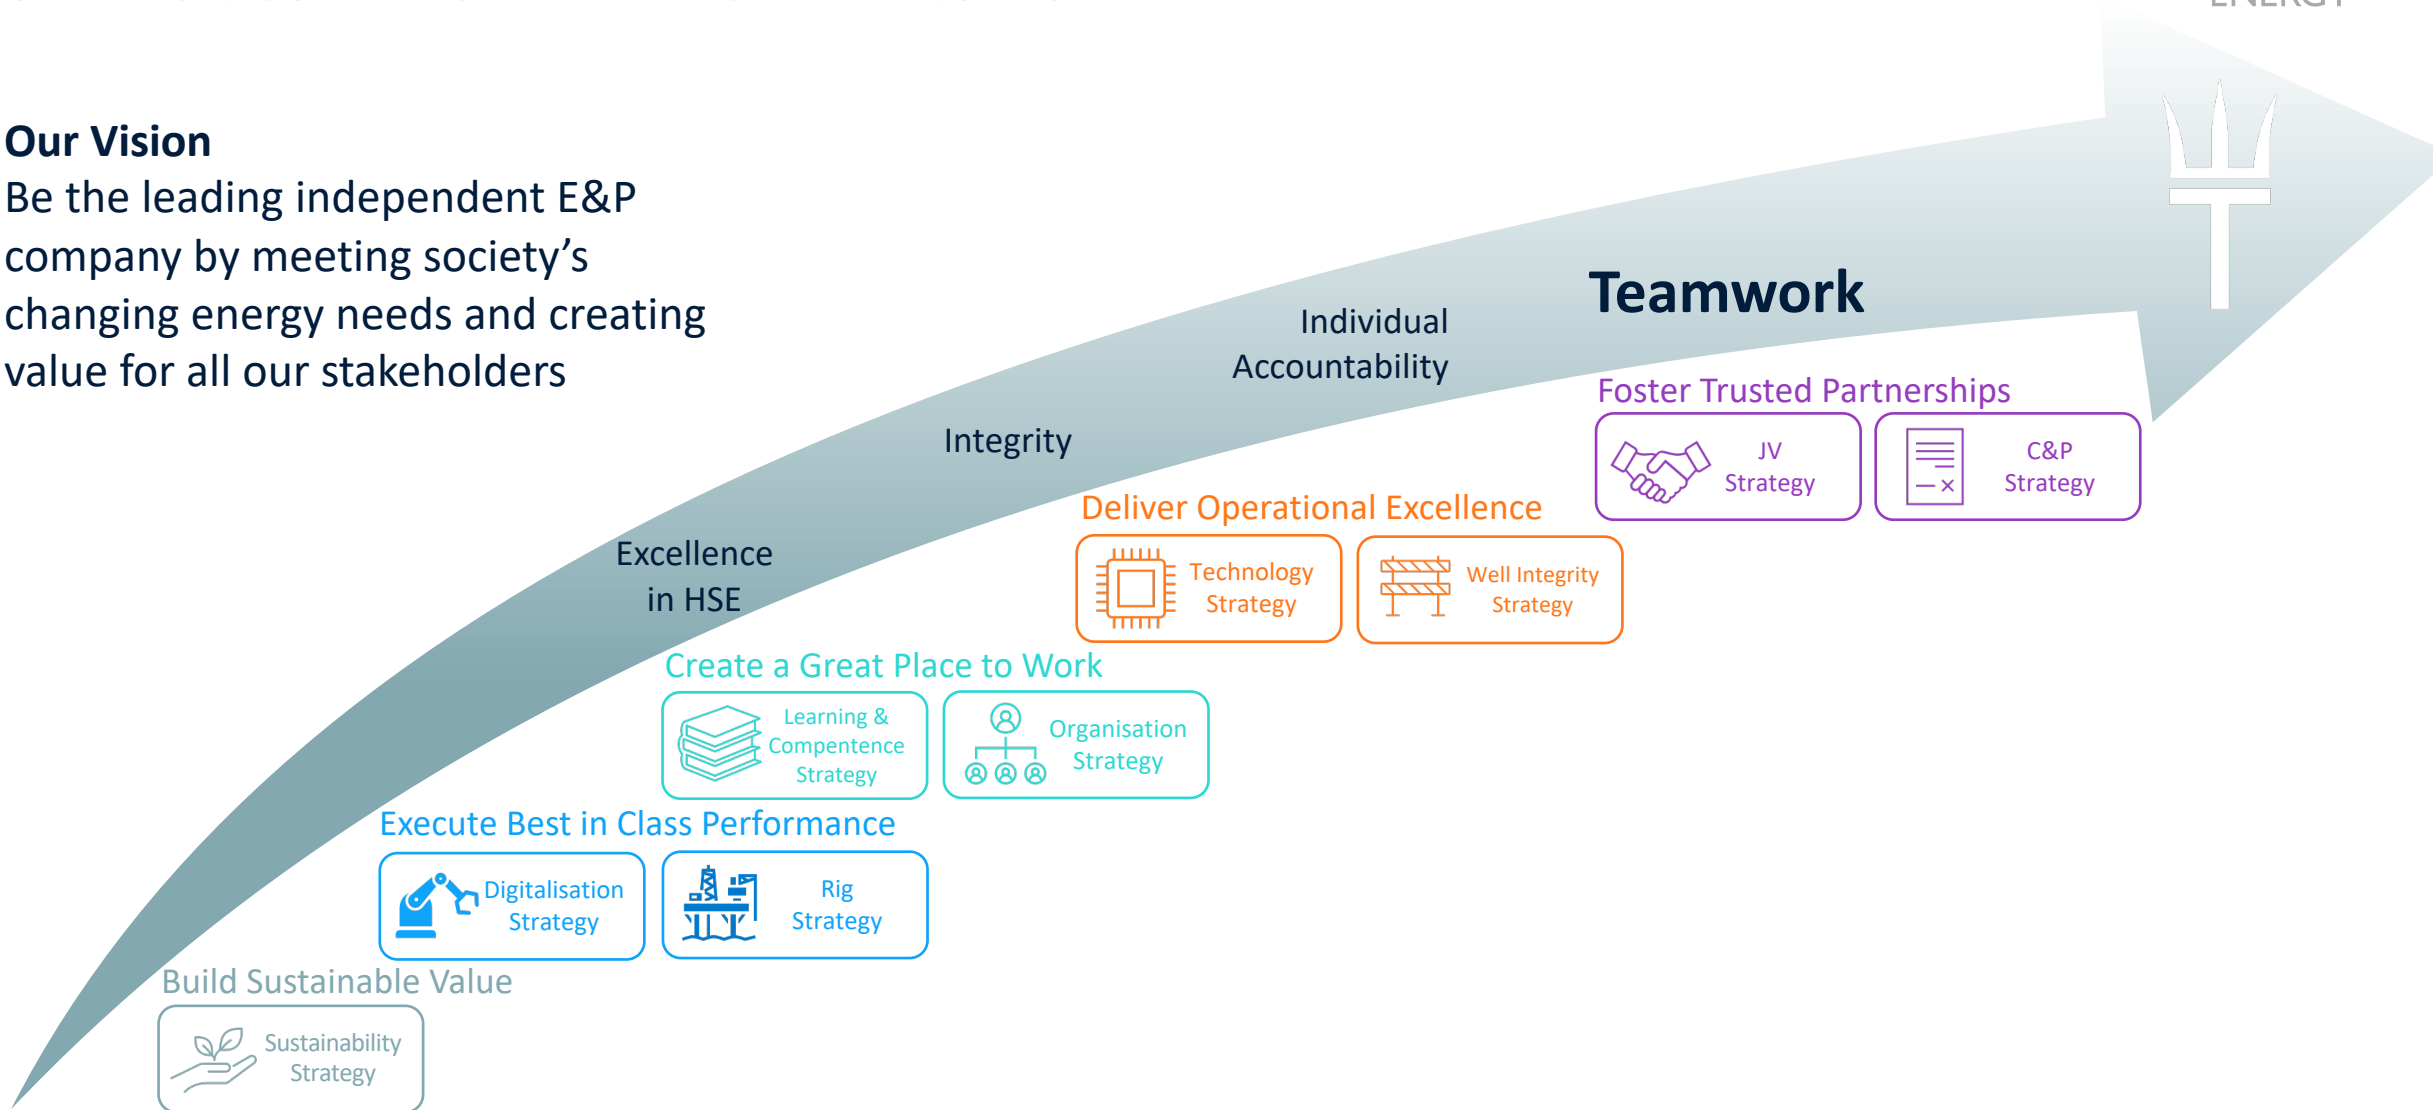 ENERGY
Our Vision
Be the leading independent E&P
company by meeting society’s
changing energy needs and creating
value for all our stakeholders
Teamwork
Individual
Accountability
Integrity
Excellence
in HSE
Foster Trusted Partnerships
JV
Strategy
C&P
Strategy
Deliver Operational Excellence
Technology
Strategy
Well Integrity
Strategy
Create a Great Place to Work
Learning &
Compentence
Strategy
Organisation
Strategy
Execute Best in Class Performance
Digitalisation
Strategy
Rig
Strategy
Build Sustainable Value
Sustainability
Strategy